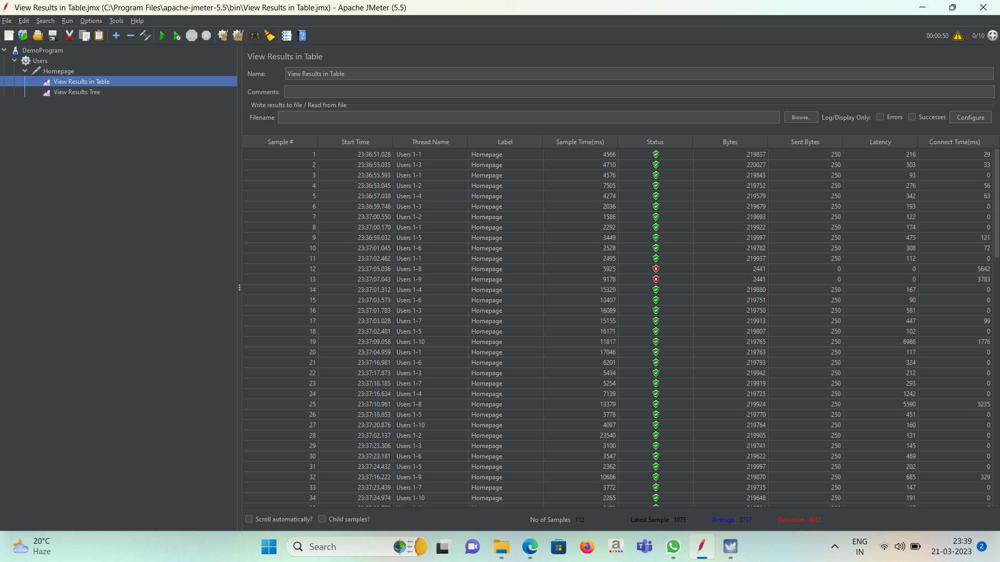 View Results in Table.jmx (C:\Program Files\apache-jmeter-5.5\bin\View Results in Table.jmx) - Apache JMeter (5.5)
File Edit Search Run Options Tools Help
00:00:50 2 0/10
DemoProgram
Users
Homepage
View Results in Table
View Results Tree
View Results in Table
Name: View Results in Table
Comments:
Write results to file / Read from file
Filename Browse... Log/Display Only: Errors Successes Configure
Sample # Start Time Thread Name Label Sample Time(ms) Status Bytes Sent Bytes Latency Connect Time(ms)
1 23:36:51.028 Users 1-1 Homepage 4566 219837 250 216 29
2 23:36:55.035 Users 1-3 Homepage 4710 220027 250 503 33
3 23:36:55.593 Users 1-1 Homepage 4576 219843 250 93 0
4 23:36:53.045 Users 1-2 Homepage 7505 219752 250 276 56
5 23:36:57.038 Users 1-4 Homepage 4274 219579 250 342 63
6 23:36:59.746 Users 1-3 Homepage 2036 219679 250 193 0
7 23:37:00.550 Users 1-2 Homepage 1586 219693 250 122 0
8 23:37:00.170 Users 1-1 Homepage 2292 219922 250 174 0
9 23:36:59.032 Users 1-5 Homepage 3449 219997 250 475 121
10 23:37:01.045 Users 1-6 Homepage 2528 219782 250 308 72
11 23:37:02.462 Users 1-1 Homepage 2495 219937 250 112 0
12 23:37:05.036 Users 1-8 Homepage 5925 2441 0 0 5642
13 23:37:07.043 Users 1-9 Homepage 9178 2441 0 0 3783
14 23:37:01.312 Users 1-4 Homepage 15320 219880 250 167 0
15 23:37:03.573 Users 1-6 Homepage 13407 219751 250 90 0
16 23:37:01.783 Users 1-3 Homepage 16089 219750 250 581 0
17 23:37:03.028 Users 1-7 Homepage 15155 219913 250 447 99
18 23:37:02.481 Users 1-5 Homepage 16171 219807 250 102 0
19 23:37:09.058 Users 1-10 Homepage 11817 219765 250 6986 1776
20 23:37:04.959 Users 1-1 Homepage 17046 219763 250 117 0
21 23:37:16.981 Users 1-6 Homepage 6201 219793 250 324 0
22 23:37:17.873 Users 1-3 Homepage 5434 219942 250 212 0
23 23:37:18.185 Users 1-7 Homepage 5254 219919 250 293 0
24 23:37:16.634 Users 1-4 Homepage 7139 219725 250 1242 0
25 23:37:10.961 Users 1-8 Homepage 13379 219924 250 5590 5235
26 23:37:18.653 Users 1-5 Homepage 5778 219770 250 451 0
27 23:37:20.876 Users 1-10 Homepage 4097 219764 250 160 0
28 23:37:02.137 Users 1-2 Homepage 23540 219905 250 131 0
29 23:37:23.306 Users 1-3 Homepage 3100 219741 250 145 0
30 23:37:23.181 Users 1-6 Homepage 3547 219622 250 469 0
31 23:37:24.432 Users 1-5 Homepage 2362 219997 250 202 0
32 23:37:16.222 Users 1-9 Homepage 10686 219870 250 685 329
33 23:37:23.439 Users 1-7 Homepage 3772 219735 250 147 0
34 23:37:24.974 Users 1-10 Homepage 2265 219648 250 191 0
Scroll automatically? Child samples? No of Samples 112 Latest Sample 1075 Average 3737 Deviation 4055
20°C
Haze
Search
ENG
IN
23:39
21-03-2023
2